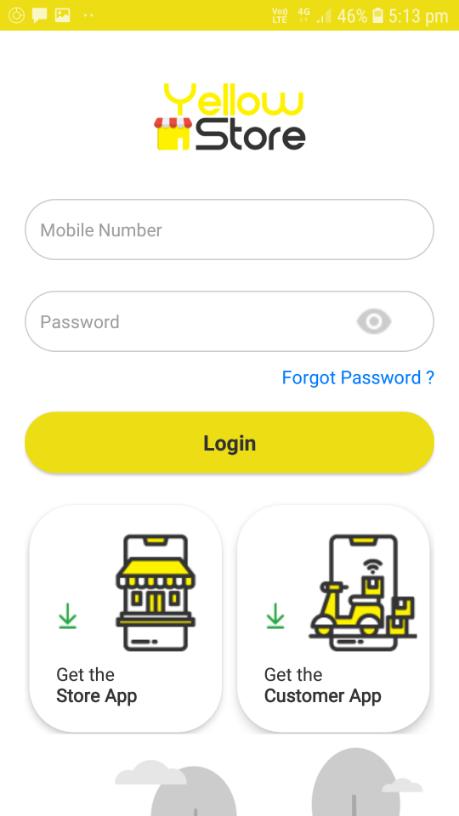 VoD 4G 46% 5:13 pm
LTE
Yellow
Store
Mobile Number
Password
Forgot Password ?
Login
Get the
Store App
Get the
Customer App